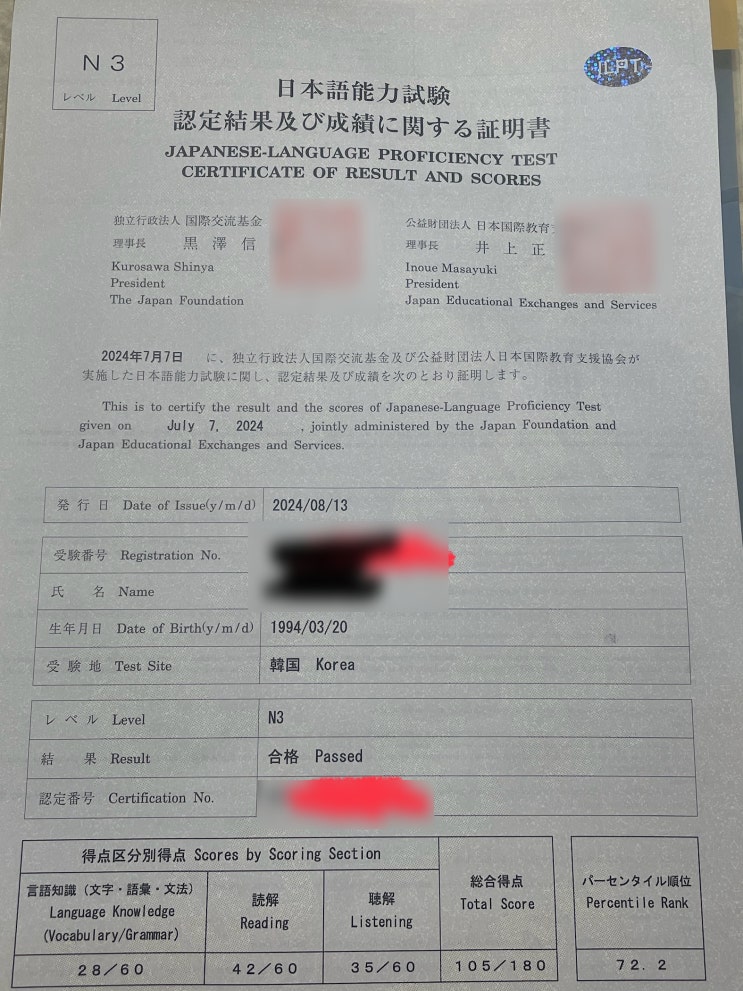 N3
レベル Level
JLPT
日本語能力試験
認定結果及び成績に関する証明書
JAPANESE-LANGUAGE PROFICIENCY TEST
CERTIFICATE OF RESULT AND SCORES
独立行政法人 国際交流基金
理事長 黒澤信
Kurosawa Shinya
President
The Japan Foundation
公益財団法人 日本国際教育
理事長 井上正
Inoue Masayuki
President
Japan Educational Exchanges and Services
2024年7月7日 に、独立行政法人国際交流基金及び公益財団法人日本国際教育支援協会が
実施した日本語能力試験に関し、認定結果及び成績を次のとおり証明します。
This is to certify the result and the scores of Japanese-Language Proficiency Test
given on July 7, 2024 , jointly administered by the Japan Foundation and
Japan Educational Exchanges and Services.
発行日 Date of Issue(y/m/d) 2024/08/13
受験番号 Registration No.
氏名 Name
生年月日 Date of Birth(y/m/d) 1994/03/20
受験地 Test Site 韓国 Korea
レベル Level N3
結果 Result 合格 Passed
認定番号 Certification No.
得点区分別得点 Scores by Scoring Section
言語知識（文字・語彙・文法）
Language Knowledge
(Vocabulary/Grammar)
読解
Reading
聴解
Listening
総合得点
Total Score
パーセンタイル順位
Percentile Rank
28/60 42/60 35/60 105/180 72.2